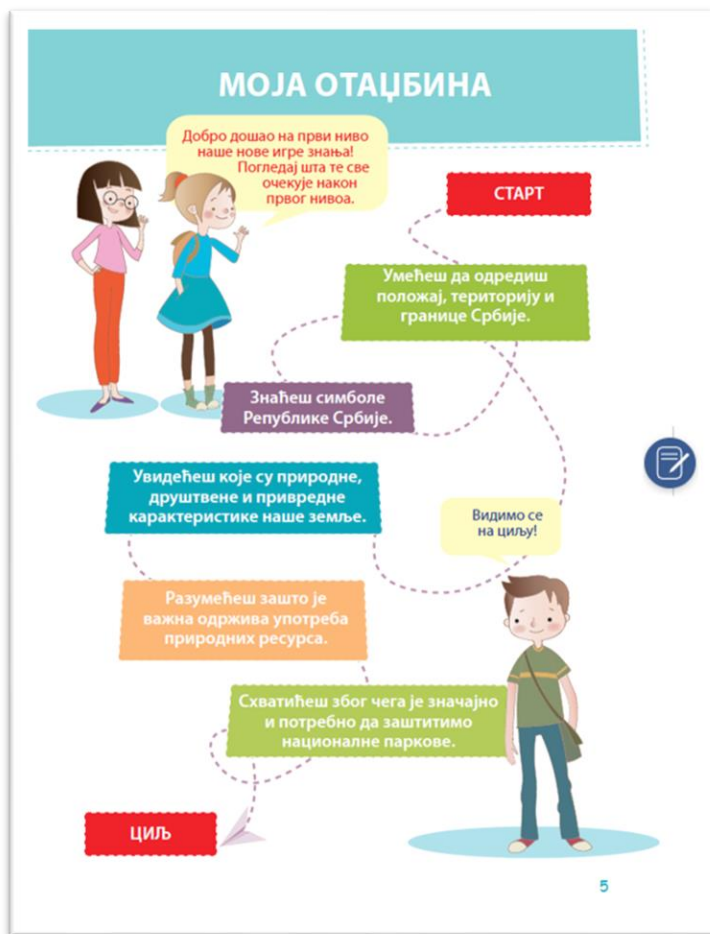 МОЈА ОТАЏБИНА
Добро дошао на први ниво
наше нове игре знања!
Погледај шта те све
очекује након
првог нивоа.
СТАРТ
Умећеш да одредиш
положај, територију и
границе Србије.
Знаћеш симболе
Републике Србије.
Увидећеш које су природне,
друштвене и привредне
карактеристике наше земље.
Видимо се
на циљу!
Разумећеш зашто је
важна одржива употреба
природних ресурса.
Схватићеш због чега је значајно
и потребно да заштитимо
националне паркове.
ЦИЉ
5